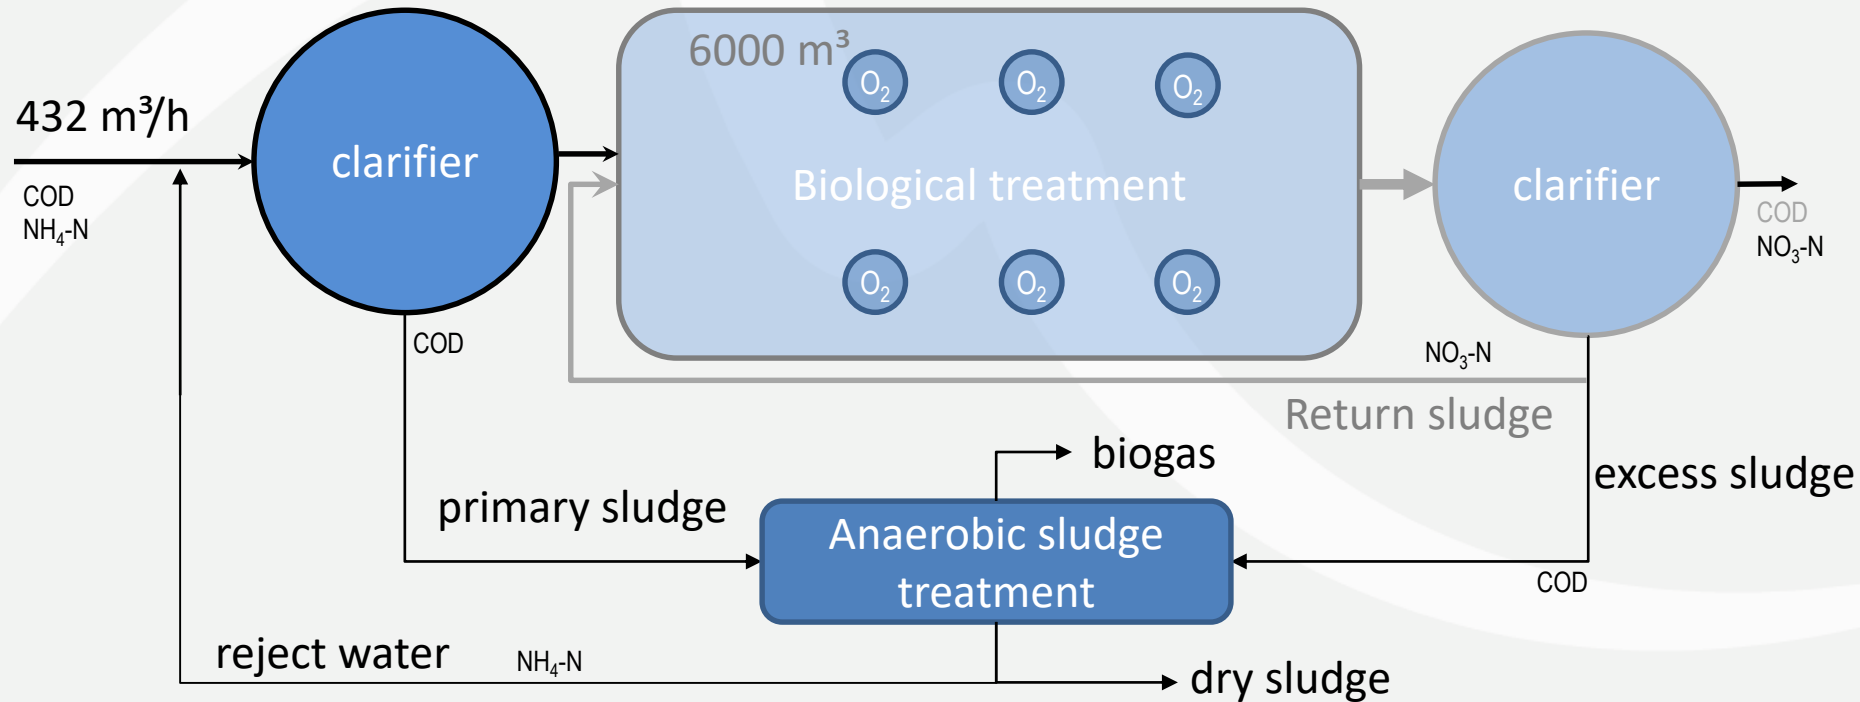 6000 m³
O₂ O₂ O₂
432 m³/h
clarifier
Biological treatment
clarifier
COD
NH₄-N
COD
NO₃-N
O₂ O₂ O₂
COD
NO₃-N
Return sludge
biogas
excess sludge
primary sludge
Anaerobic sludge
treatment
COD
reject water
NH₄-N
dry sludge